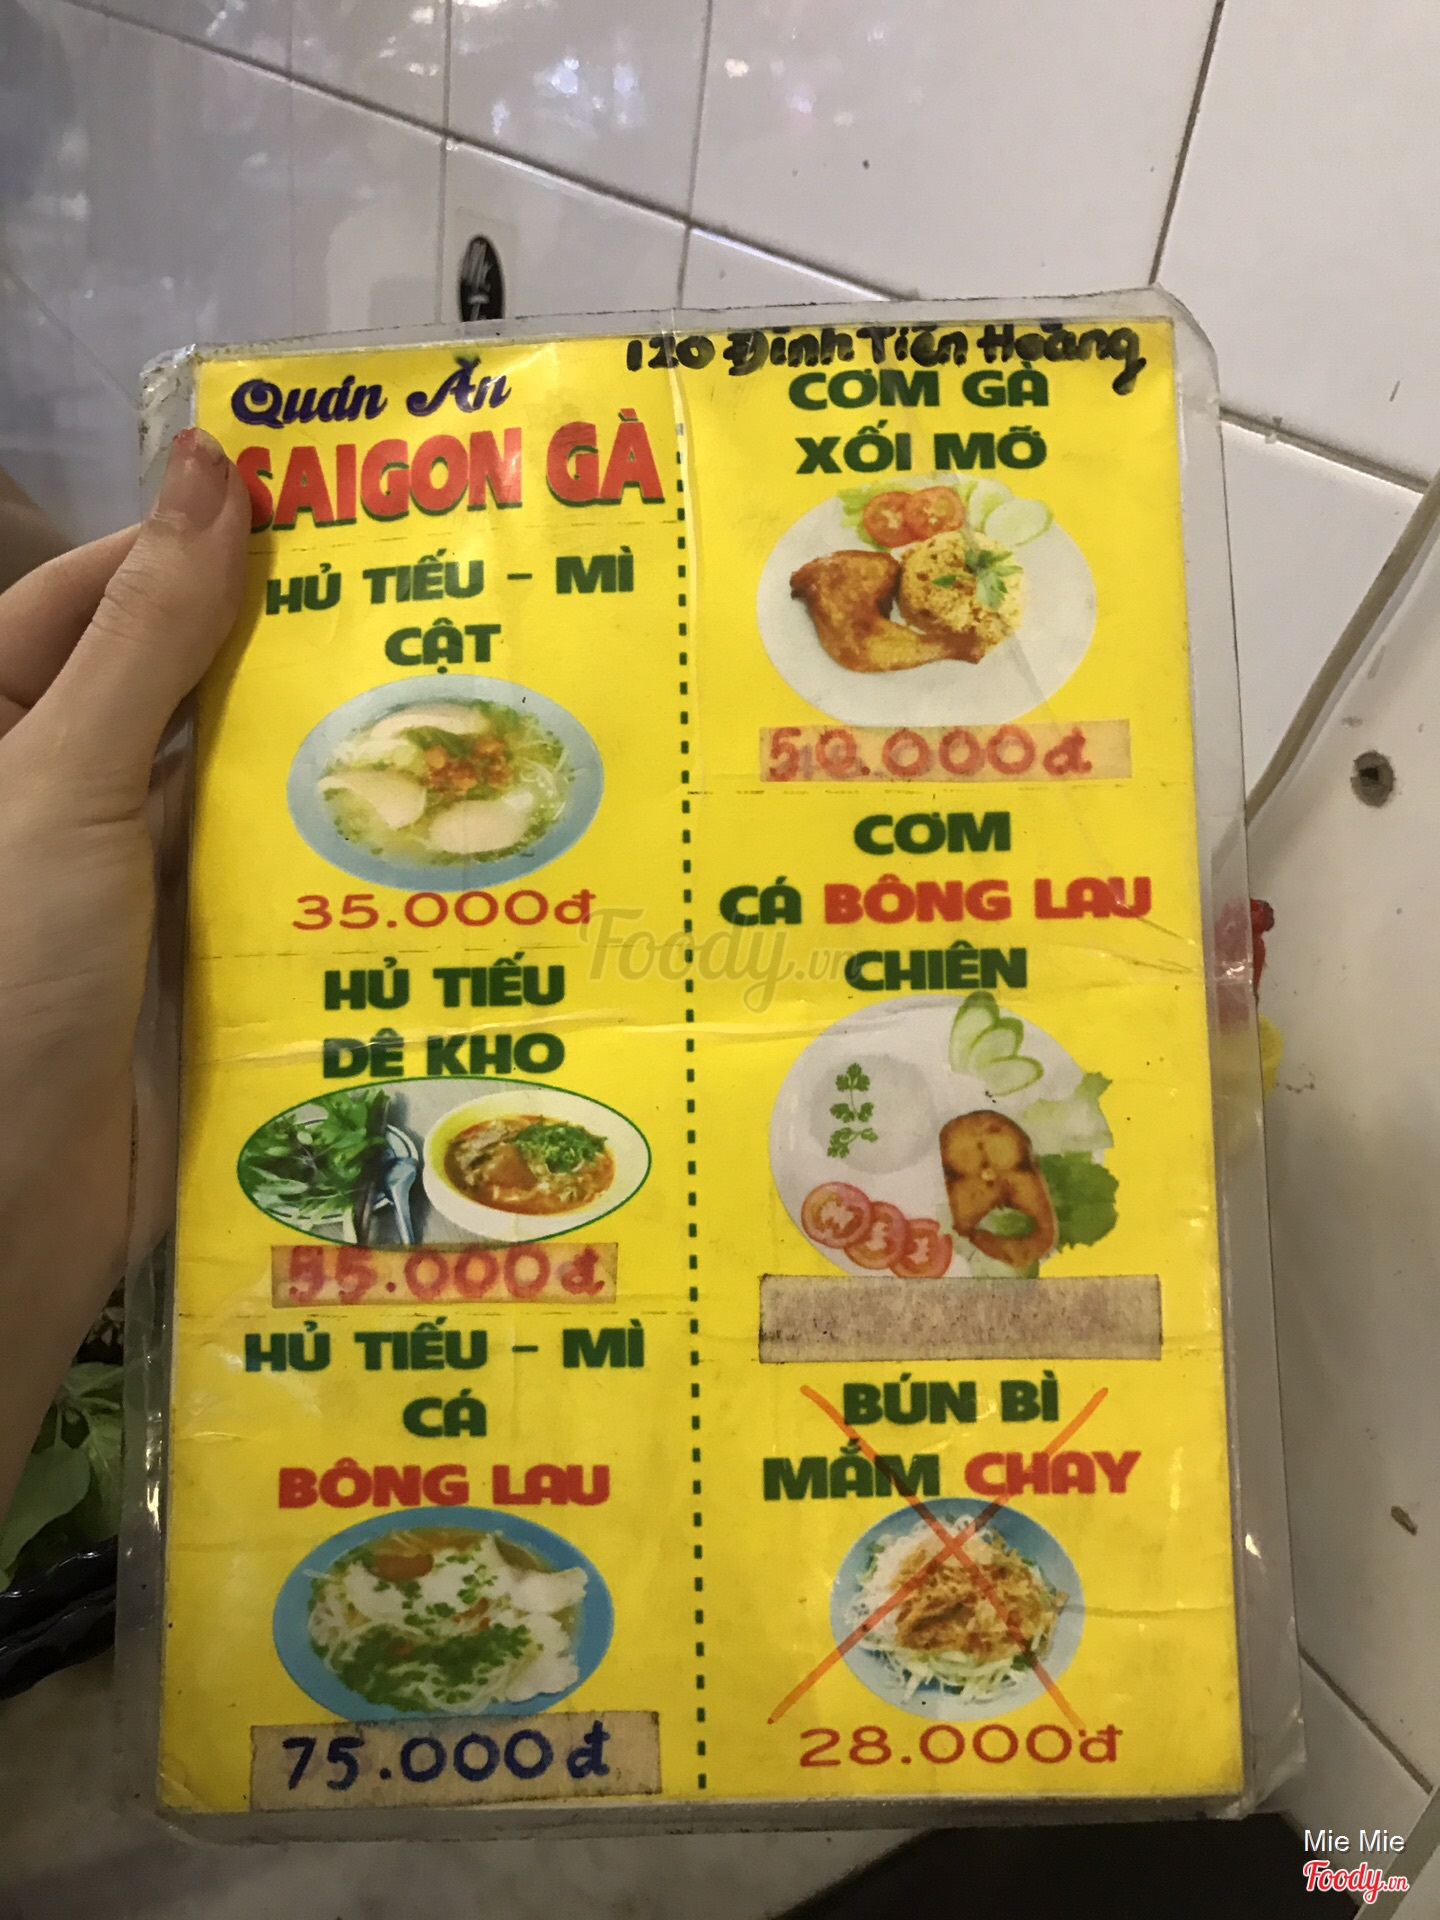 120 Đinh Tiên Hoàng
Quán Ăn
SAIGON GÀ
HỦ TIẾU - MÌ
CẬT
35.000đ
HỦ TIẾU
DÊ KHO
55.000đ
HỦ TIẾU - MÌ
CÁ
BÔNG LAU
75.000đ
CƠM GÀ
XỐI MỠ
50.000đ
CƠM
CÁ BÔNG LAU
CHIÊN
BÚN BÌ
MẮM CHAY
28.000đ
Foody.vn
Mie Mie
Foody.vn